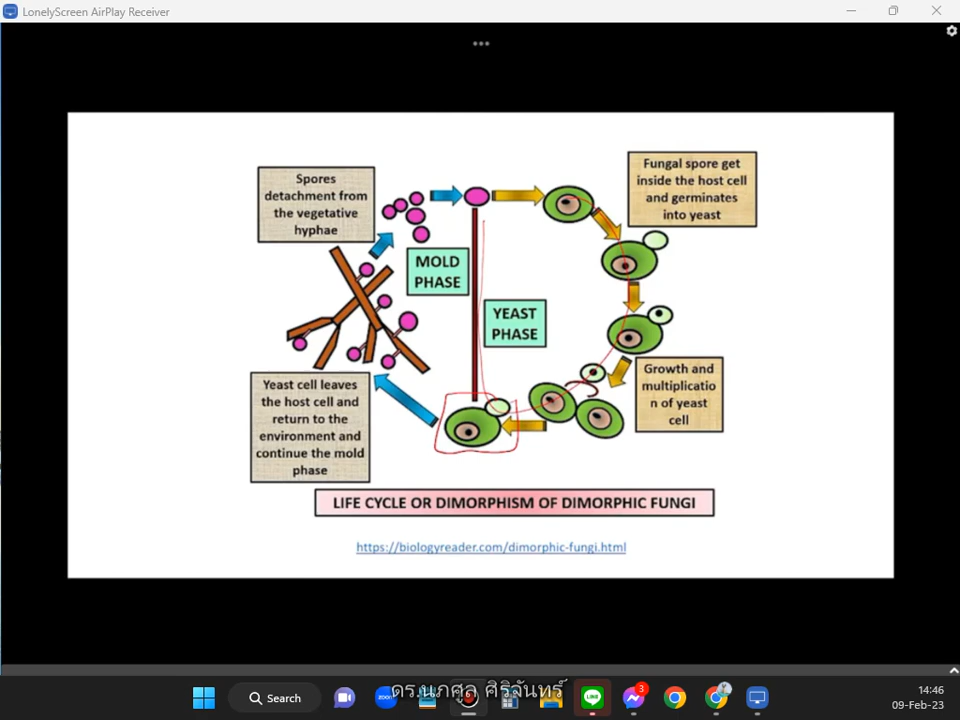 LonelyScreen AirPlay Receiver
Spores
detachment from
the vegetative
hyphae
Fungal spore get
inside the host cell
and germinates
into yeast
MOLD
PHASE
YEAST
PHASE
Yeast cell leaves
the host cell and
return to the
environment and
continue the mold
phase
Growth and
multiplicatio
n of yeast
cell
LIFE CYCLE OR DIMORPHISM OF DIMORPHIC FUNGI
https://biologyreader.com/dimorphic-fungi.html
ดร.นภศูล ศิริจันทร์
Search
zoom
LINE
3
14:46
09-Feb-23